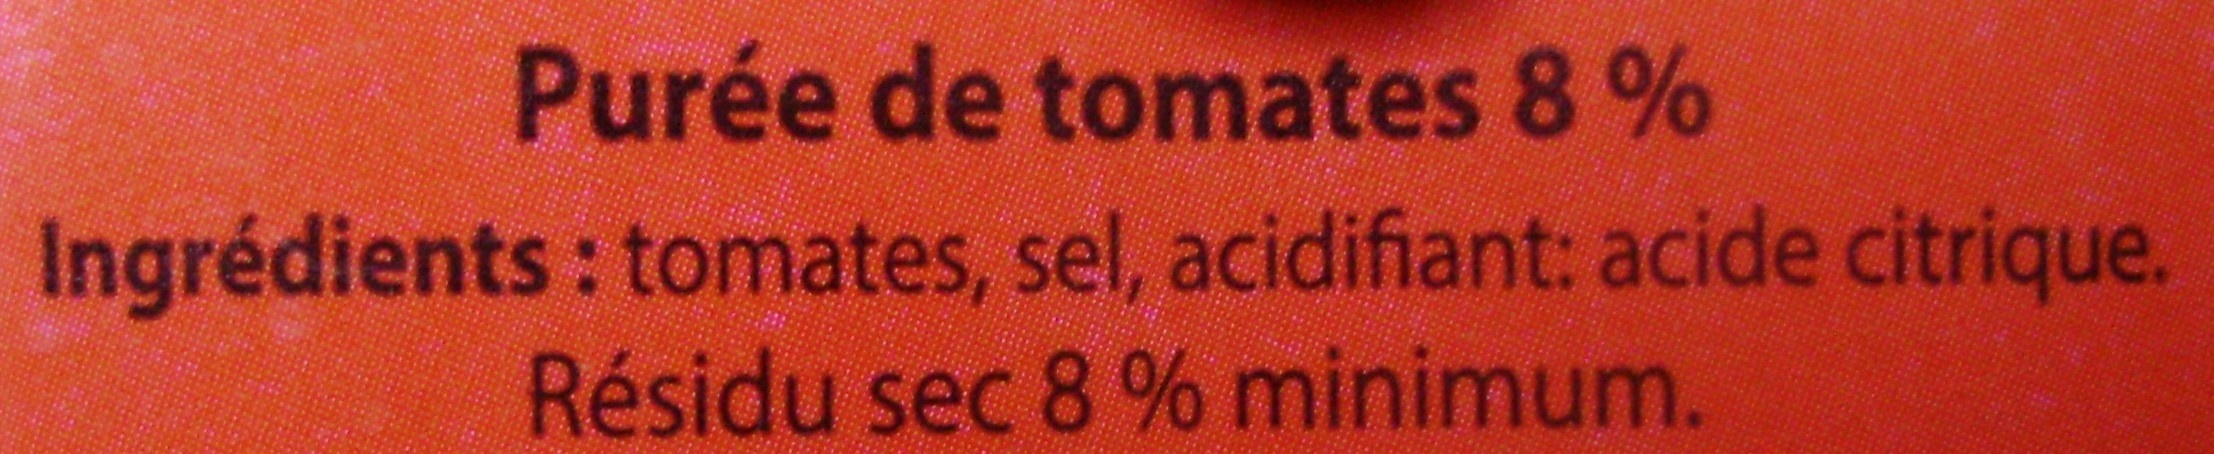 Purée de tomates 8 %
Ingrédients : tomates, sel, acidifiant: acide citrique.
Résidu sec 8 % minimum.